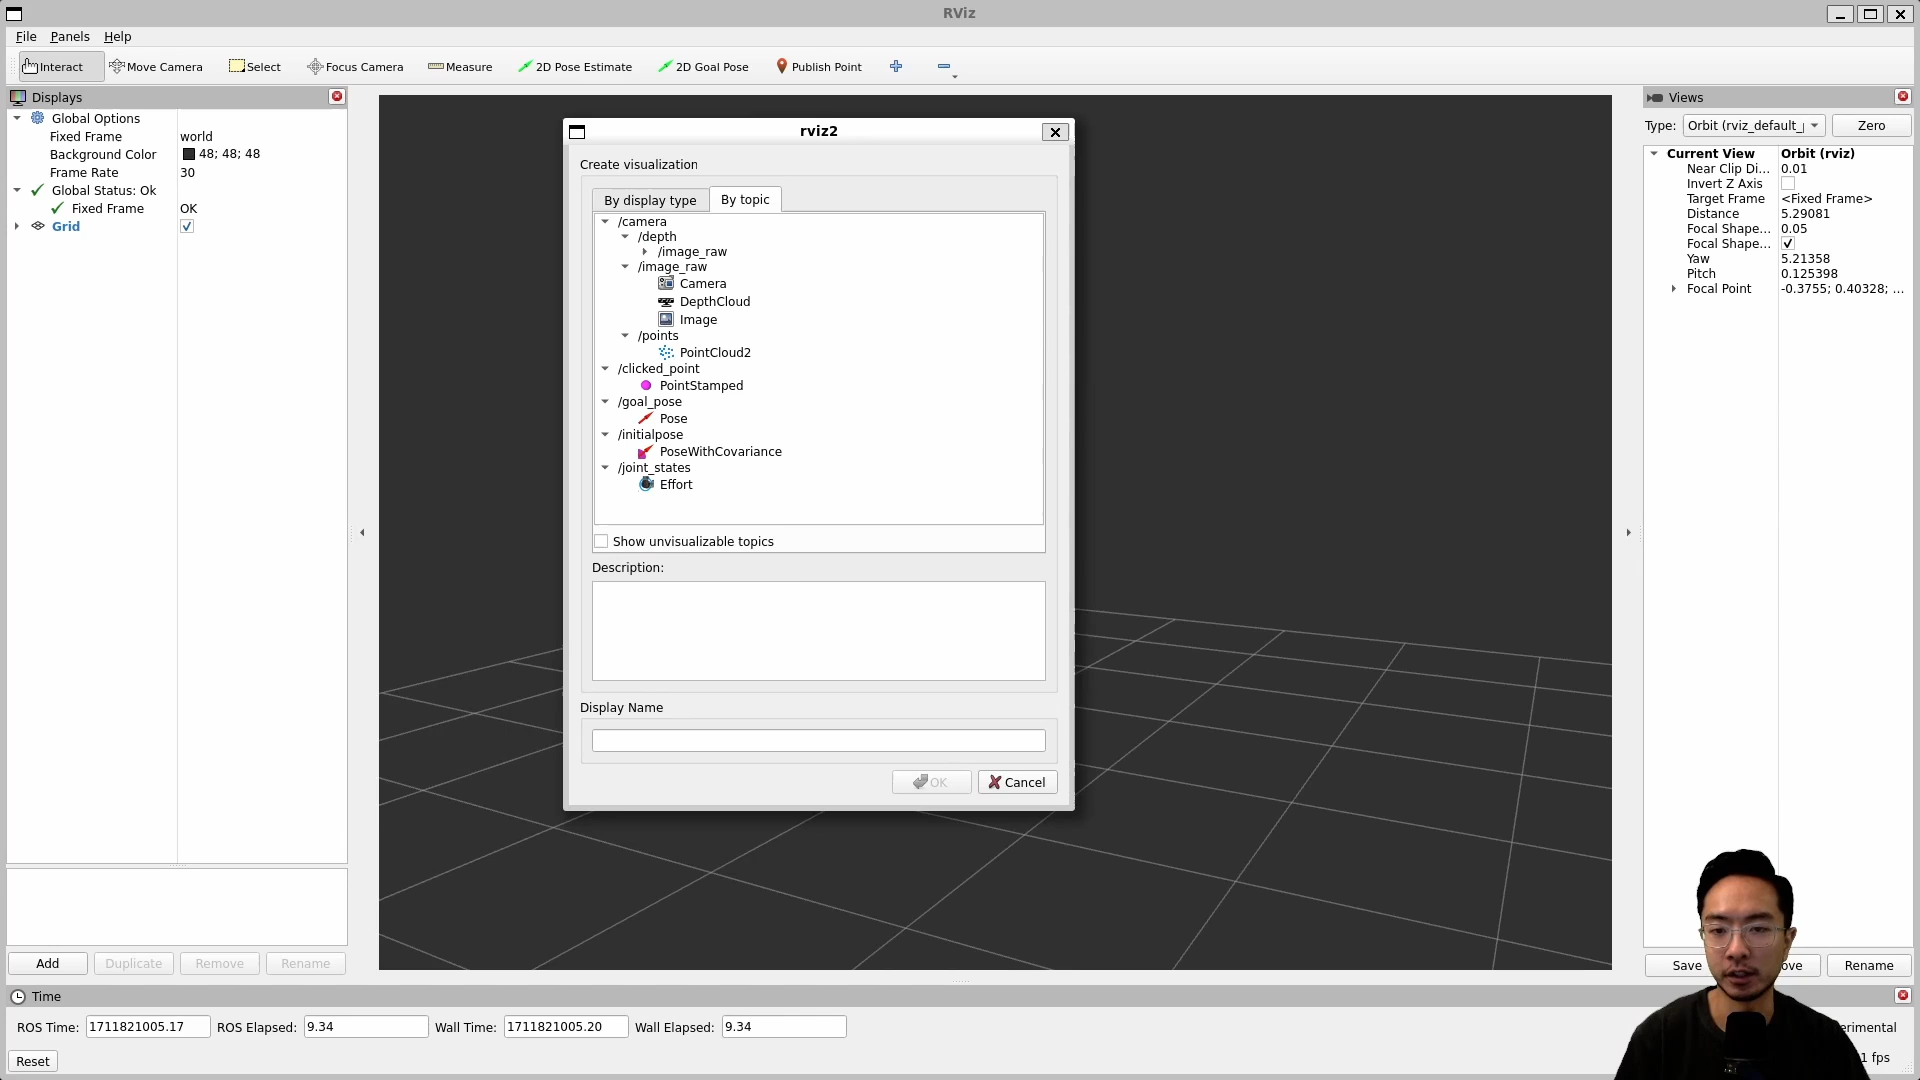 RViz
File Panels Help
Interact Move Camera Select Focus Camera Measure 2D Pose Estimate 2D Goal Pose Publish Point
Displays
Global Options
Fixed Frame world
Background Color 48; 48; 48
Frame Rate 30
Global Status: Ok
Fixed Frame OK
Grid
Add Duplicate Remove Rename
rviz2
Create visualization
By display type By topic
/camera
/depth
/image_raw
/image_raw
Camera
DepthCloud
Image
/points
PointCloud2
/clicked_point
PointStamped
/goal_pose
Pose
/initialpose
PoseWithCovariance
/joint_states
Effort
Show unvisualizable topics
Description:
Display Name
OK Cancel
Views
Type: Orbit (rviz_default_ Zero
Current View Orbit (rviz)
Near Clip Di... 0.01
Invert Z Axis
Target Frame <Fixed Frame>
Distance 5.29081
Focal Shape... 0.05
Focal Shape...
Yaw 5.21358
Pitch 0.125398
Focal Point -0.3755; 0.40328; ...
Save ove Rename
Time
ROS Time: 1711821005.17 ROS Elapsed: 9.34 Wall Time: 1711821005.20 Wall Elapsed: 9.34 erimental
Reset 1 fps